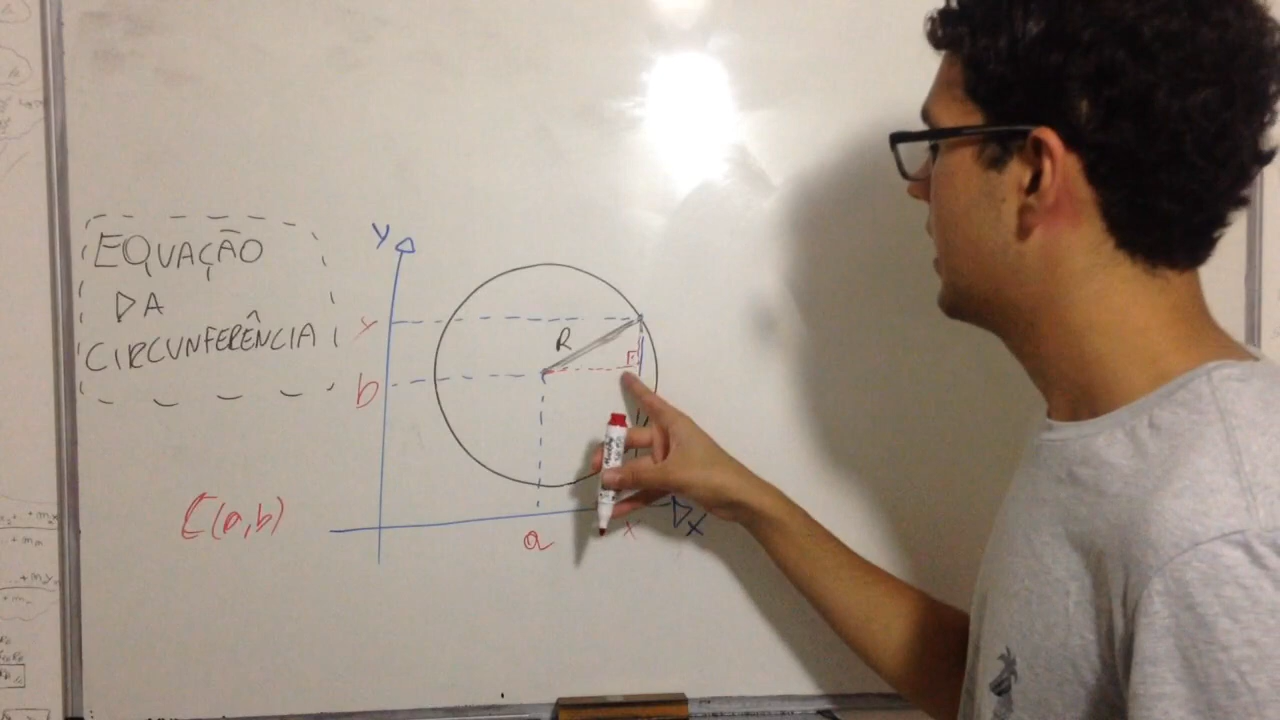 EQUAÇÃO
DA
CIRCUNFERÊNCIA
y
y
R
b
C(a,b)
a
x
x